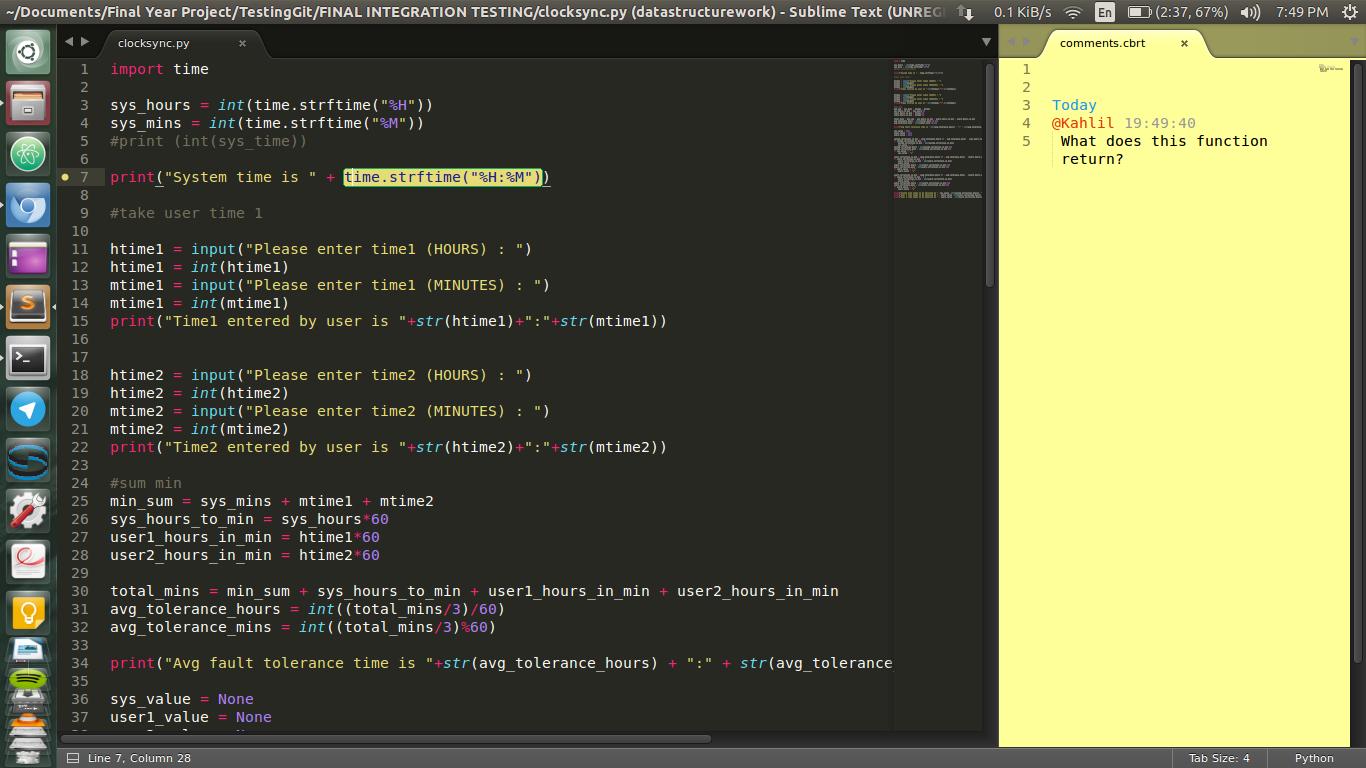 ~/Documents/Final Year Project/TestingGit/FINAL INTEGRATION TESTING/clocksync.py (datastructurework) - Sublime Text (UNREG
0.1 KiB/s
En
(2:37, 67%)
7:49 PM
clocksync.py
1 import time
2
3 sys_hours = int(time.strftime("%H"))
4 sys_mins = int(time.strftime("%M"))
5 #print (int(sys_time))
6
7 print("System time is " + time.strftime("%H:%M"))
8
9 #take user time 1
10
11 htime1 = input("Please enter time1 (HOURS) : ")
12 htime1 = int(htime1)
13 mtime1 = input("Please enter time1 (MINUTES) : ")
14 mtime1 = int(mtime1)
15 print("Time1 entered by user is "+str(htime1)+":"+str(mtime1))
16
17
18 htime2 = input("Please enter time2 (HOURS) : ")
19 htime2 = int(htime2)
20 mtime2 = input("Please enter time2 (MINUTES) : ")
21 mtime2 = int(mtime2)
22 print("Time2 entered by user is "+str(htime2)+":"+str(mtime2))
23
24 #sum min
25 min_sum = sys_mins + mtime1 + mtime2
26 sys_hours_to_min = sys_hours*60
27 user1_hours_in_min = htime1*60
28 user2_hours_in_min = htime2*60
29
30 total_mins = min_sum + sys_hours_to_min + user1_hours_in_min + user2_hours_in_min
31 avg_tolerance_hours = int((total_mins/3)/60)
32 avg_tolerance_mins = int((total_mins/3)%60)
33
34 print("Avg fault tolerance time is "+str(avg_tolerance_hours) + ":" + str(avg_tolerance
35
36 sys_value = None
37 user1_value = None
comments.cbrt
1
2
3 Today
4 @Kahlil 19:49:40
5 What does this function
return?
Line 7, Column 28
Tab Size: 4
Python